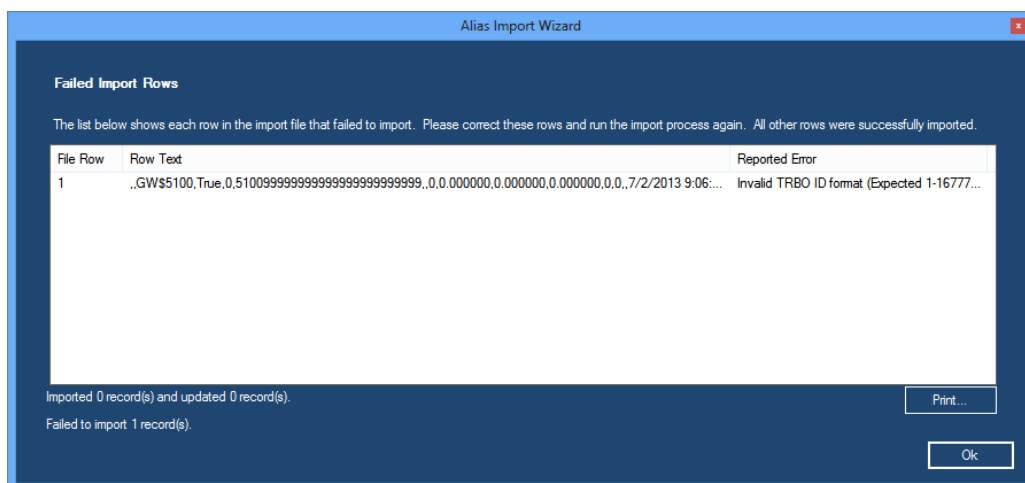 Alias Import Wizard
x
Failed Import Rows
The list below shows each row in the import file that failed to import. Please correct these rows and run the import process again. All other rows were successfully imported.
File Row Row Text Reported Error
1 ,,GW$5100,True,0,5100999999999999999999999999,,0,0.000000,0.000000,0.000000,0,0,,7/2/2013 9:06:... Invalid TRBO ID format (Expected 1-16777...
Imported 0 record(s) and updated 0 record(s).
Print...
Failed to import 1 record(s).
Ok